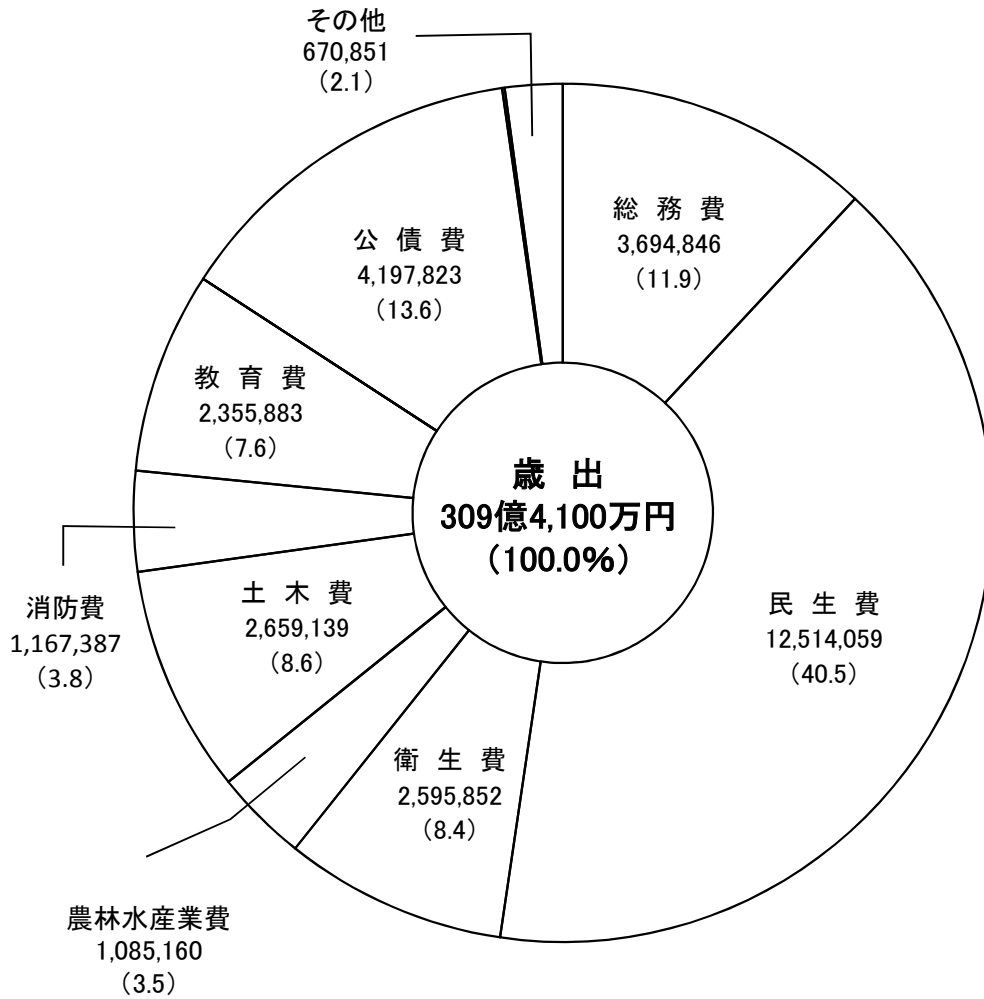 その他
670,851
（2.1）
総 務 費
3,694,846
（11.9）
公 債 費
4,197,823
（13.6）
教 育 費
2,355,883
（7.6）
歳 出
309億4,100万円
（100.0%）
民 生 費
12,514,059
（40.5）
消防費
1,167,387
（3.8）
土 木 費
2,659,139
（8.6）
衛 生 費
2,595,852
（8.4）
農林水産業費
1,085,160
（3.5）